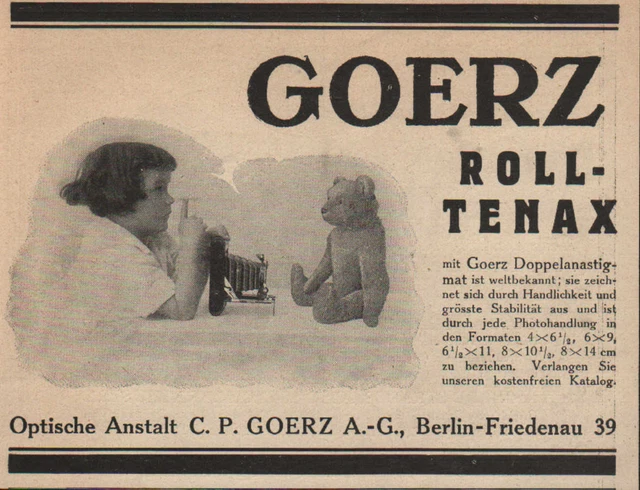 GOERZ
ROLL-
TENAX
mit Goerz Doppelanastig-
mat ist weltbekannt; sie zeich-
net sich durch Handlichkeit und
grösste Stabilität aus und ist
durch jede Photohandlung in
den Formaten 4×6½, 6×9,
6½×11, 8×10½, 8×14 cm
zu beziehen. Verlangen Sie
unseren kostenfreien Katalog.
Optische Anstalt C. P. GOERZ A.-G., Berlin-Friedenau 39